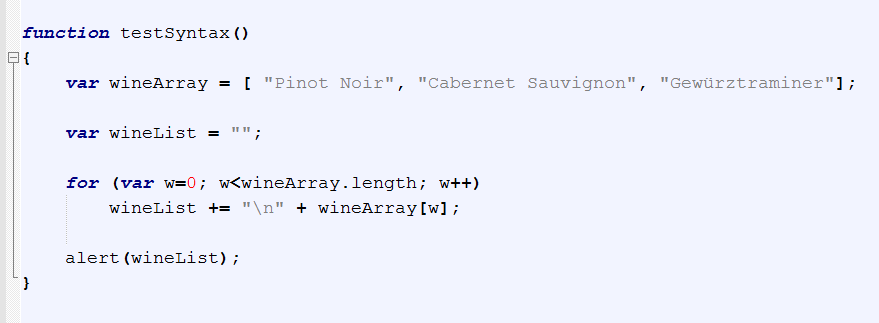 function testSyntax()
{
    var wineArray = [ "Pinot Noir", "Cabernet Sauvignon", "Gewürztraminer"];
    var wineList = "";
    for (var w=0; w<wineArray.length; w++)
        wineList += "\n" + wineArray[w];
    alert(wineList);
}